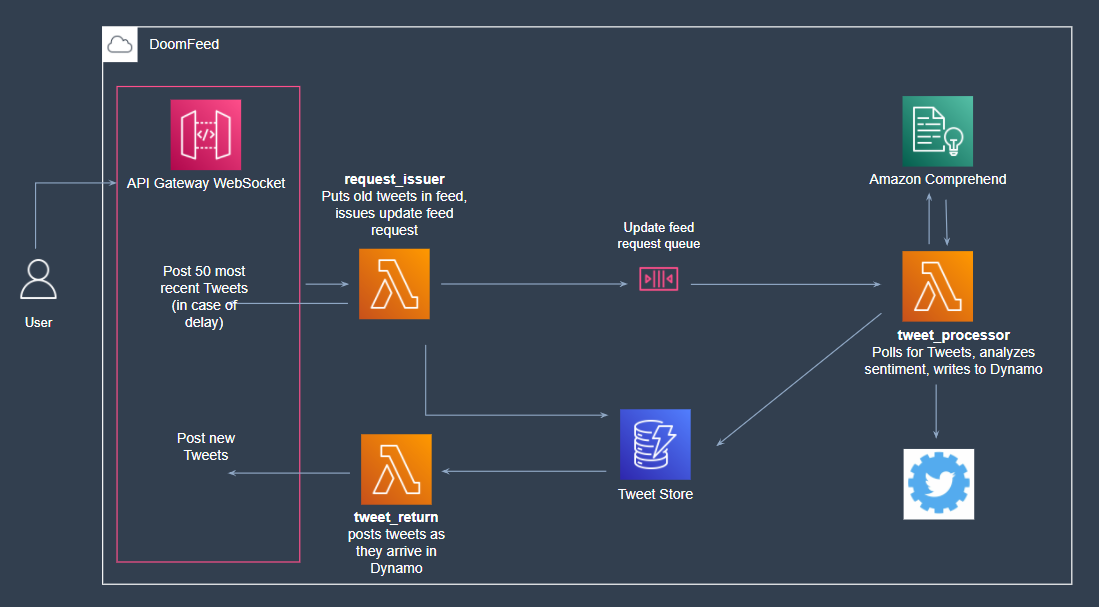 DoomFeed
API Gateway WebSocket
request_issuer
Puts old tweets in feed,
issues update feed
request
Update feed
request queue
Amazon Comprehend
Post 50 most
recent Tweets
(in case of
delay)
User
tweet_processor
Polls for Tweets, analyzes
sentiment, writes to Dynamo
Post new
Tweets
Tweet Store
tweet_return
posts tweets as
they arrive in
Dynamo